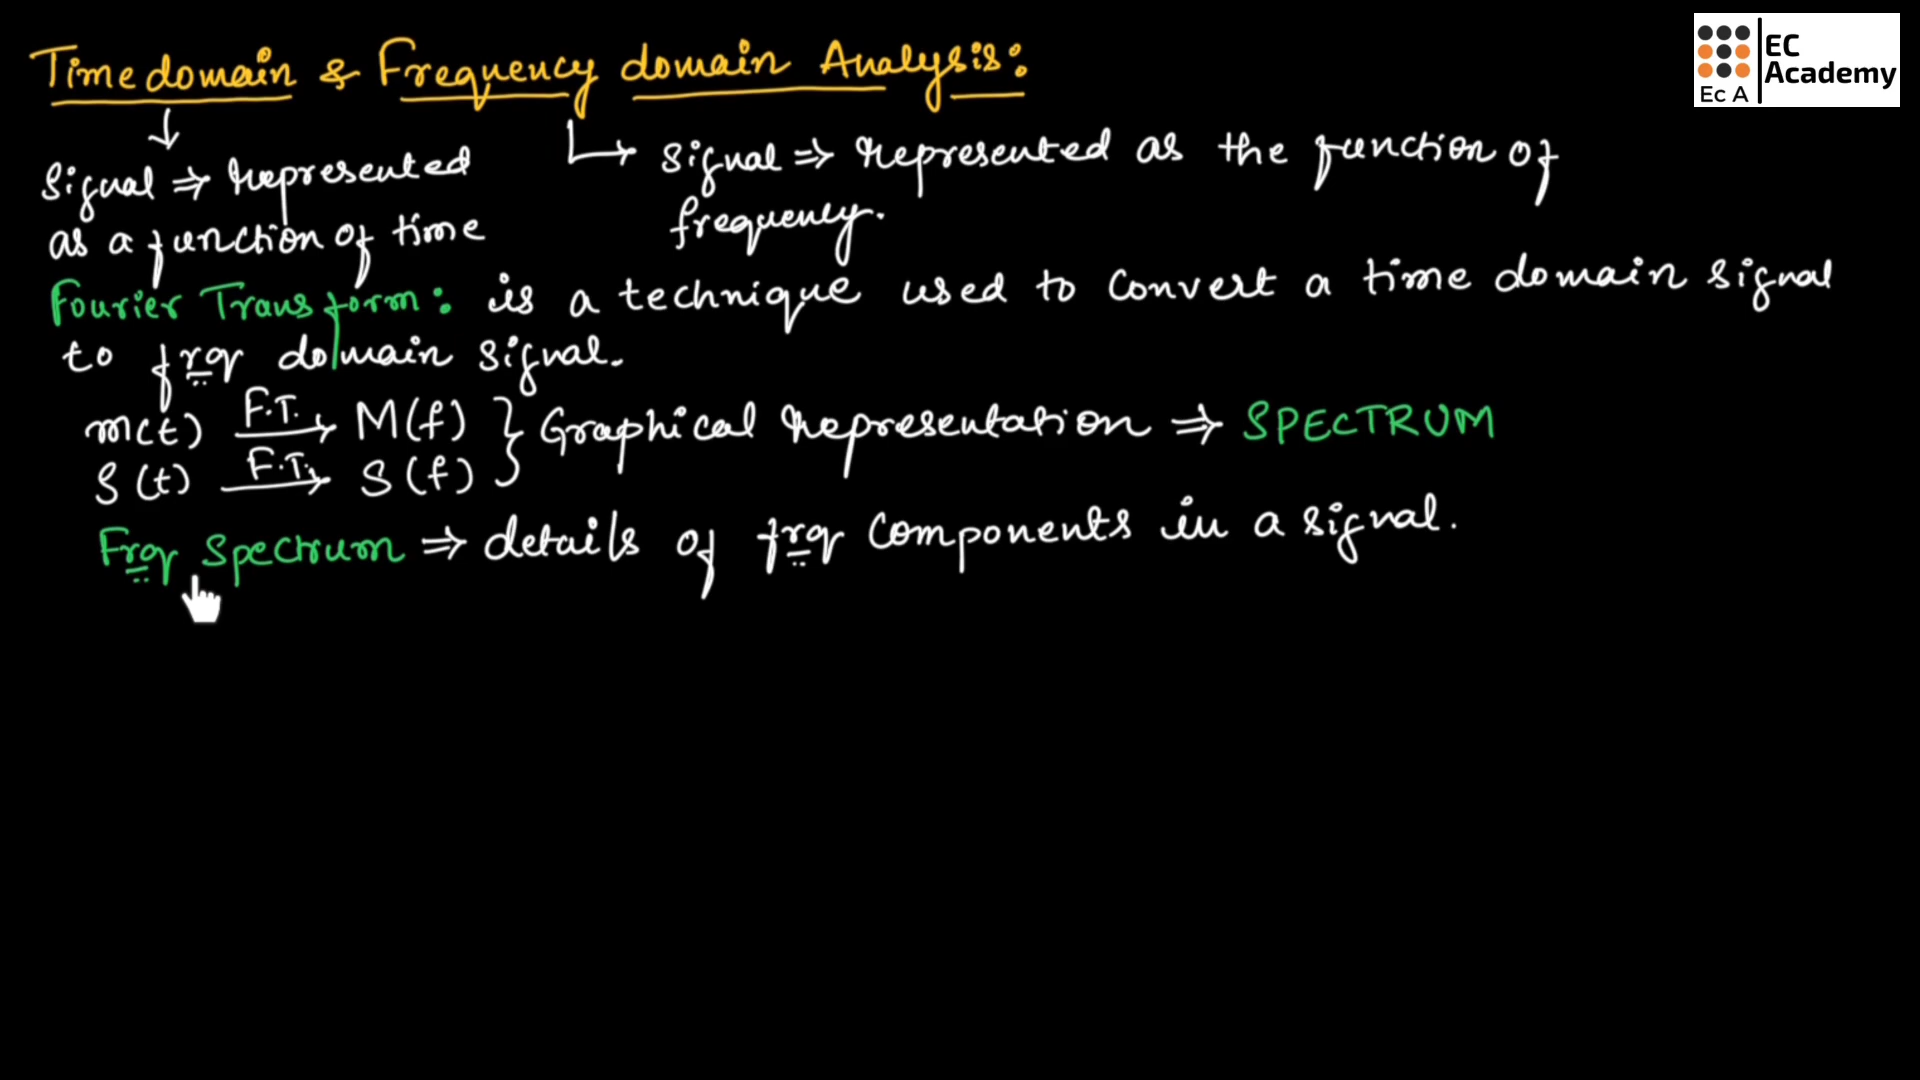 Time domain & Frequency domain Analysis:
EC Academy
Ec A
Signal ⇒ represented as a function of time
↳ signal ⇒ represented as the function of frequency.
Fourier Transform: is a technique used to convert a time domain signal
to frq domain signal.
m(t) F.T. → M(f) } Graphical representation ⇒ SPECTRUM
S(t) F.T. → S(f)
Frq Spectrum ⇒ details of frq components in a signal.